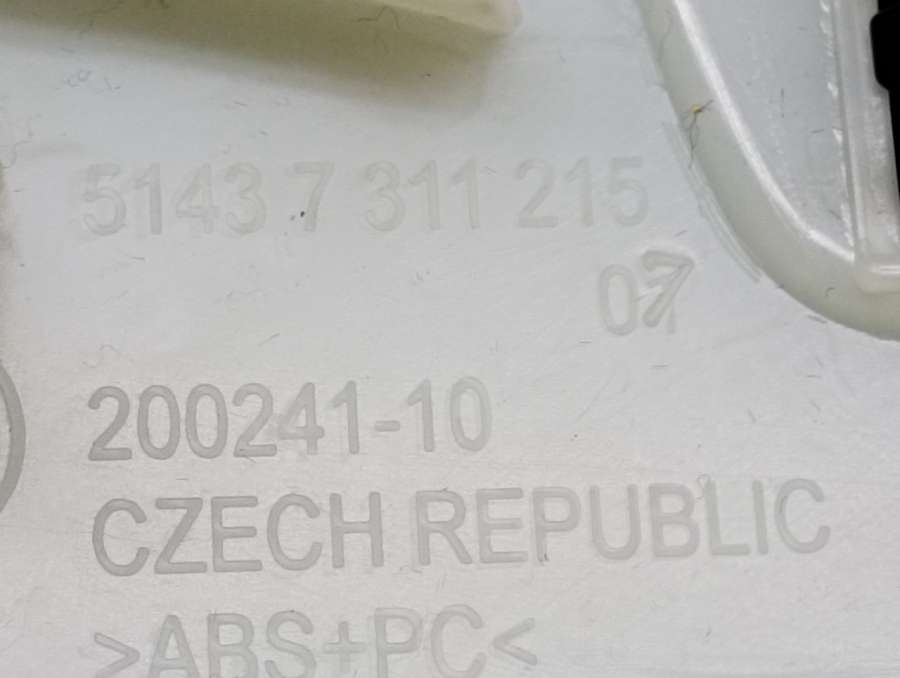 5143 7 311 215
07
200241-10
CZECH REPUBLIC
>ABS+PC<